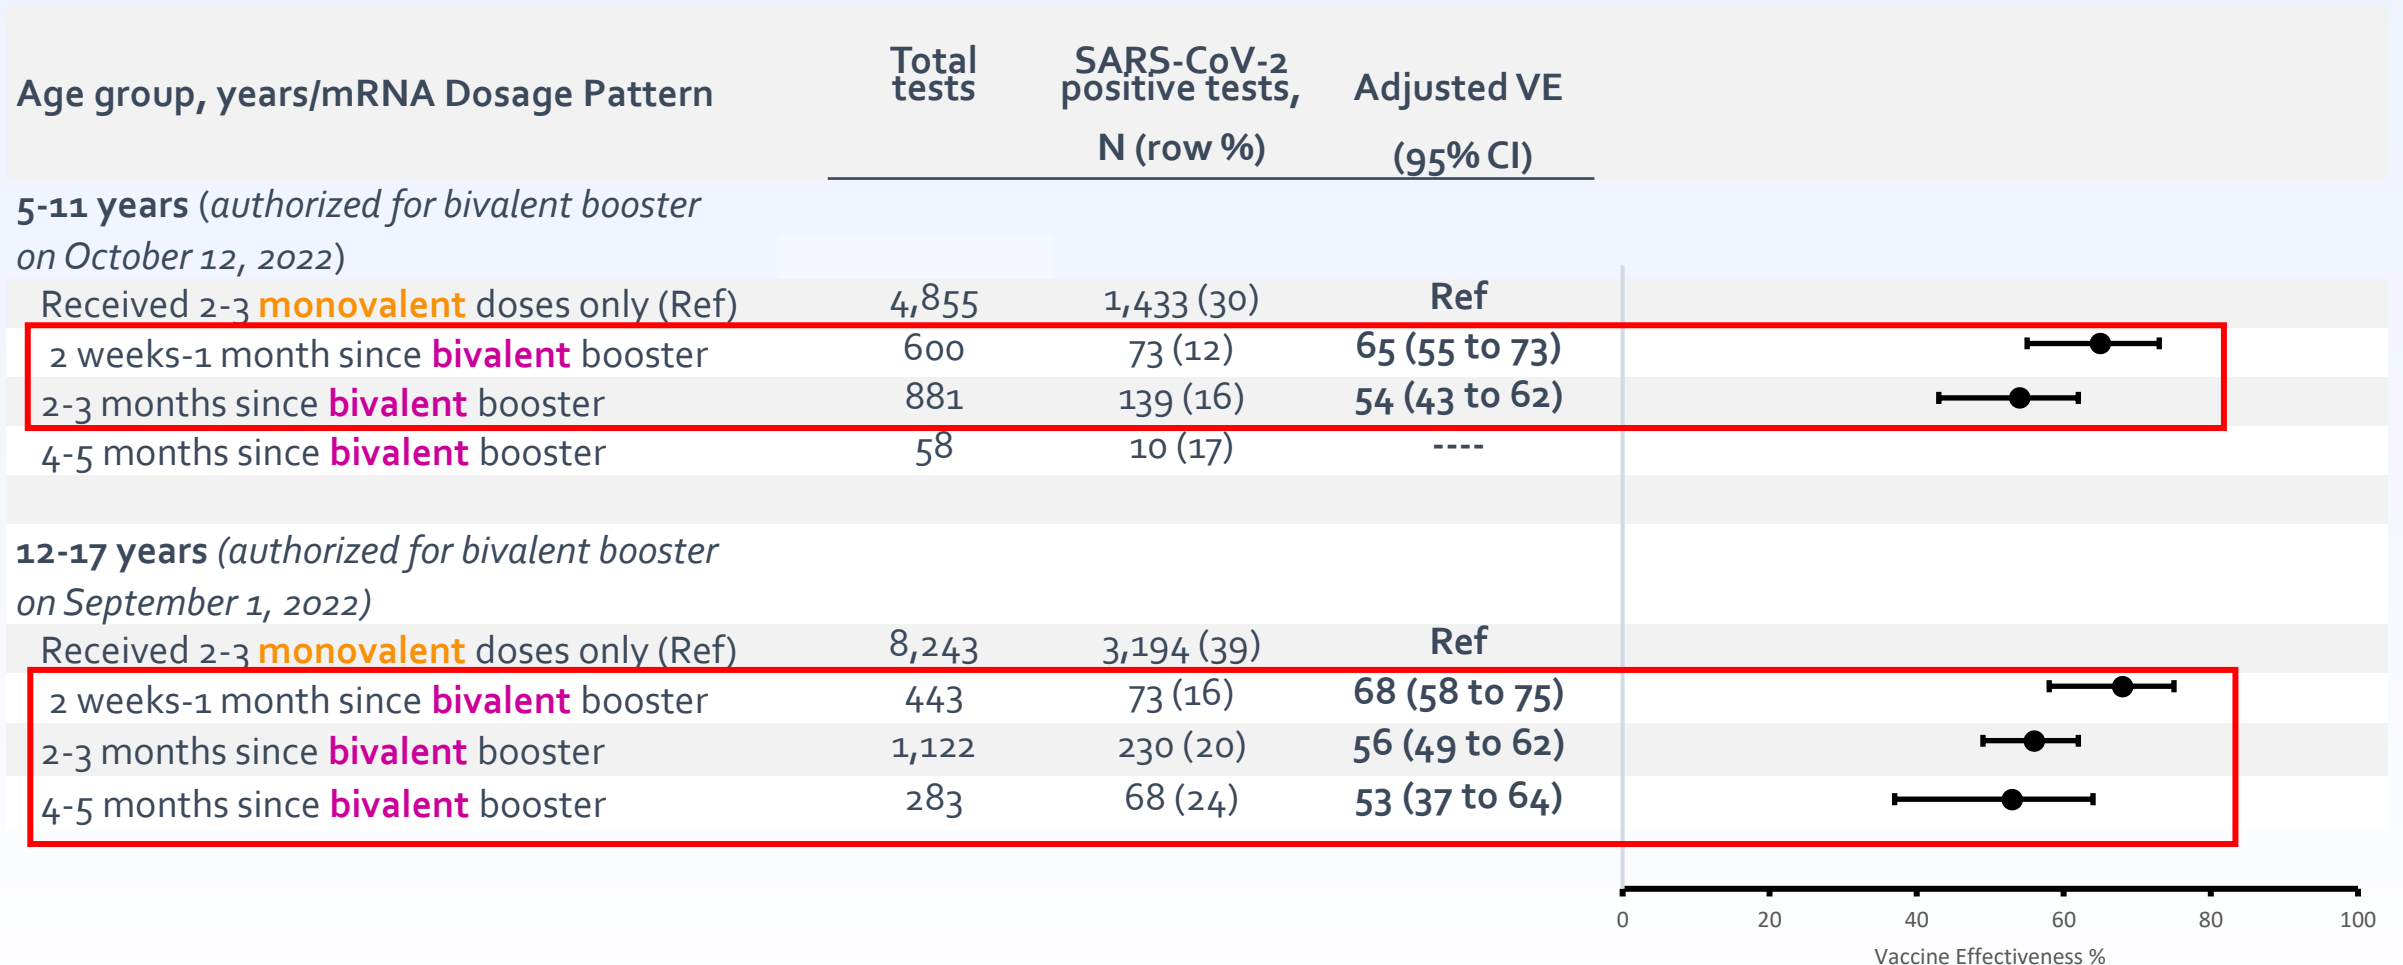 Age group, years/mRNA Dosage Pattern
Total
tests
SARS-CoV-2
positive tests,
N (row %)
Adjusted VE
(95% CI)
5-11 years (authorized for bivalent booster
on October 12, 2022)
Received 2-3 monovalent doses only (Ref) 4,855 1,433 (30) Ref
2 weeks-1 month since bivalent booster 600 73 (12) 65 (55 to 73)
2-3 months since bivalent booster 881 139 (16) 54 (43 to 62)
4-5 months since bivalent booster 58 10 (17) ----
12-17 years (authorized for bivalent booster
on September 1, 2022)
Received 2-3 monovalent doses only (Ref) 8,243 3,194 (39) Ref
2 weeks-1 month since bivalent booster 443 73 (16) 68 (58 to 75)
2-3 months since bivalent booster 1,122 230 (20) 56 (49 to 62)
4-5 months since bivalent booster 283 68 (24) 53 (37 to 64)
0 20 40 60 80 100
Vaccine Effectiveness %